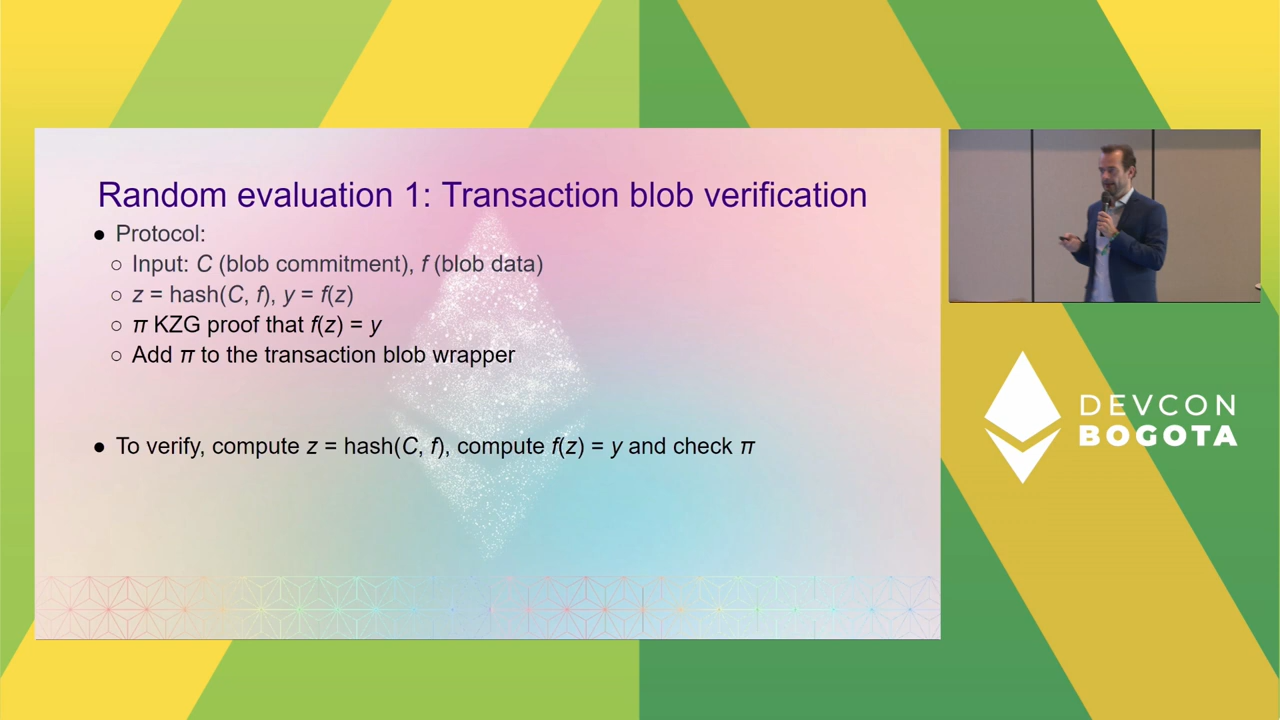 Random evaluation 1: Transaction blob verification
● Protocol:
○ Input: C (blob commitment), f (blob data)
○ z = hash(C, f), y = f(z)
○ π KZG proof that f(z) = y
○ Add π to the transaction blob wrapper
● To verify, compute z = hash(C, f), compute f(z) = y and check π
DEVCON
BOGOTA